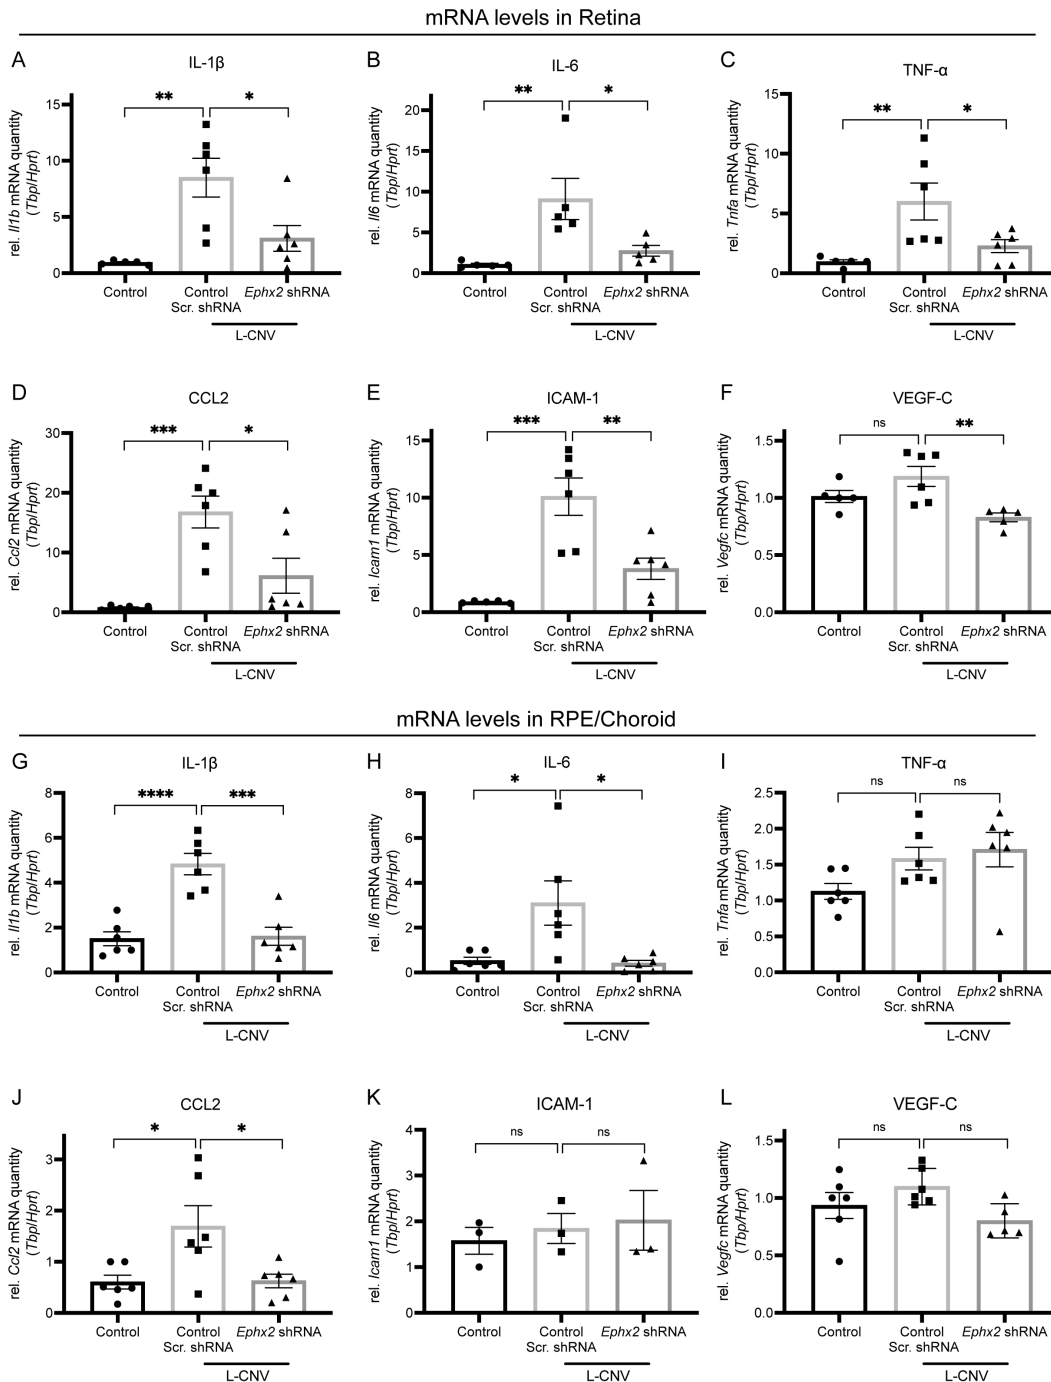 mRNA levels in Retina
A
IL-1β
rel. Il1b mRNA quantity
(Tbp/Hprt)
15
10
5
0
** *
Control
Control
Scr. shRNA
Ephx2 shRNA
L-CNV
B
IL-6
rel. Il6 mRNA quantity
(Tbp/Hprt)
20
15
10
5
0
** *
Control
Control
Scr. shRNA
Ephx2 shRNA
L-CNV
C
TNF-α
rel. Tnfa mRNA quantity
(Tbp/Hprt)
15
10
5
0
** *
Control
Control
Scr. shRNA
Ephx2 shRNA
L-CNV
D
CCL2
rel. Ccl2 mRNA quantity
(Tbp/Hprt)
30
20
10
0
*** *
Control
Control
Scr. shRNA
Ephx2 shRNA
L-CNV
E
ICAM-1
rel. Icam1 mRNA quantity
(Tbp/Hprt)
15
10
5
0
*** **
Control
Control
Scr. shRNA
Ephx2 shRNA
L-CNV
F
VEGF-C
rel. Vegfc mRNA quantity
(Tbp/Hprt)
1.5
1.0
0.5
0.0
ns **
Control
Control
Scr. shRNA
Ephx2 shRNA
L-CNV
mRNA levels in RPE/Choroid
G
IL-1β
rel. Il1b mRNA quantity
(Tbp/Hprt)
8
6
4
2
0
**** ***
Control
Control
Scr. shRNA
Ephx2 shRNA
L-CNV
H
IL-6
rel. Il6 mRNA quantity
(Tbp/Hprt)
8
6
4
2
0
* *
Control
Control
Scr. shRNA
Ephx2 shRNA
L-CNV
I
TNF-α
rel. Tnfa mRNA quantity
(Tbp/Hprt)
2.5
2.0
1.5
1.0
0.5
0.0
ns ns
Control
Control
Scr. shRNA
Ephx2 shRNA
L-CNV
J
CCL2
rel. Ccl2 mRNA quantity
(Tbp/Hprt)
3
2
1
0
* *
Control
Control
Scr. shRNA
Ephx2 shRNA
L-CNV
K
ICAM-1
rel. Icam1 mRNA quantity
(Tbp/Hprt)
4
3
2
1
0
ns ns
Control
Control
Scr. shRNA
Ephx2 shRNA
L-CNV
L
VEGF-C
rel. Vegfc mRNA quantity
(Tbp/Hprt)
1.5
1.0
0.5
0.0
ns ns
Control
Control
Scr. shRNA
Ephx2 shRNA
L-CNV